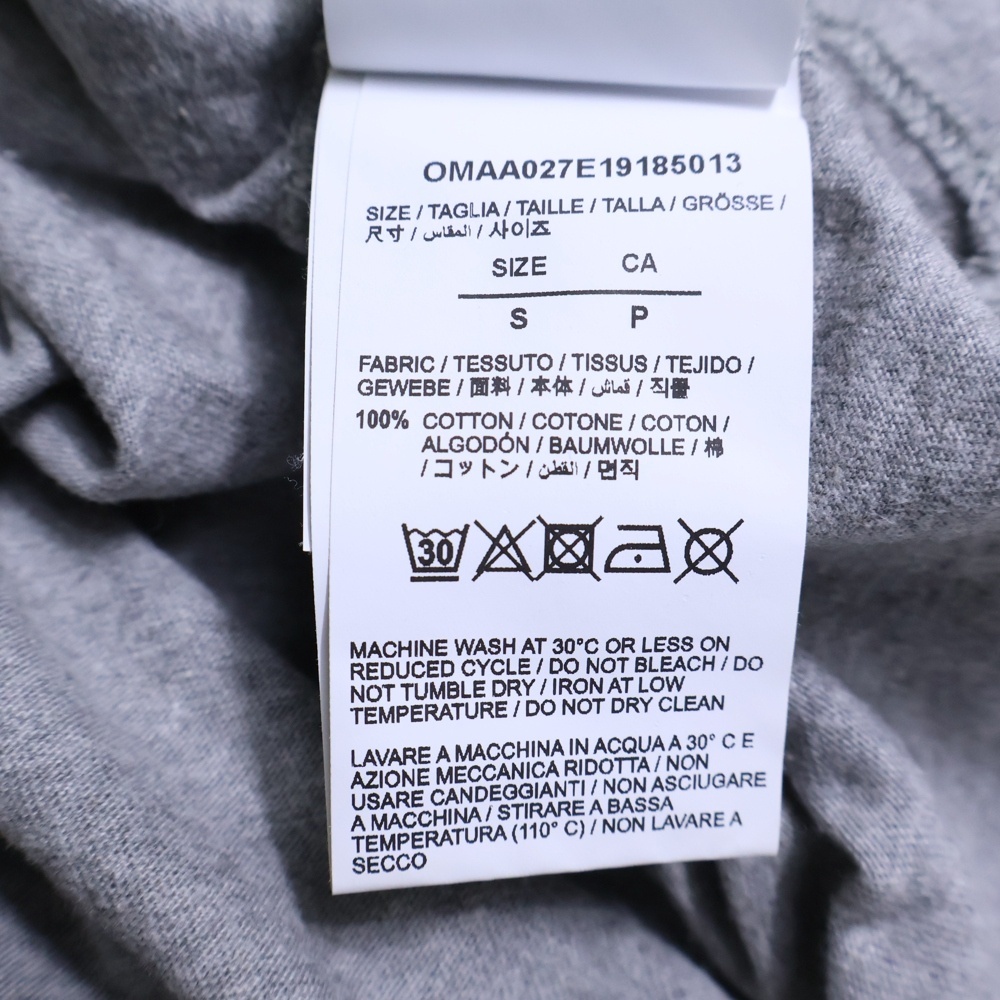 OMAA027E19185013
SIZE / TAGLIA / TAILLE / TALLA / GRÖSSE /
尺寸 / المقاس / 사이즈
SIZE CA
S P
FABRIC / TESSUTO / TISSUS / TEJIDO /
GEWEBE / 面料 / 本体 / قماش / 직물
100% COTTON / COTONE / COTON /
ALGODÓN / BAUMWOLLE / 棉
/ コットン / القطن / 면직
30
MACHINE WASH AT 30°C OR LESS ON
REDUCED CYCLE / DO NOT BLEACH / DO
NOT TUMBLE DRY / IRON AT LOW
TEMPERATURE / DO NOT DRY CLEAN
LAVARE A MACCHINA IN ACQUA A 30° C E
AZIONE MECCANICA RIDOTTA / NON
USARE CANDEGGIANTI / NON ASCIUGARE
A MACCHINA / STIRARE A BASSA
TEMPERATURA (110° C) / NON LAVARE A
SECCO